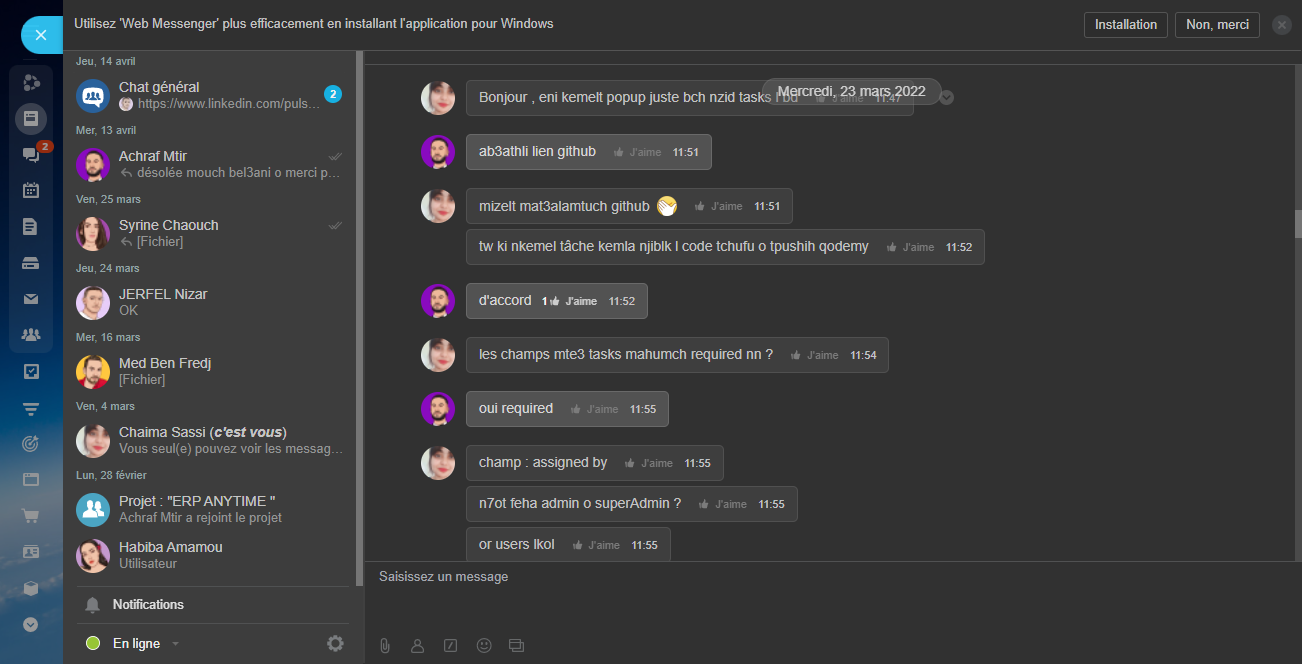 Utilisez 'Web Messenger' plus efficacement en installant l'application pour Windows
Installation
Non, merci
Jeu, 14 avril
Chat général
https://www.linkedin.com/puls...
2
Mer, 13 avril
Achraf Mtir
désolée mouch bel3ani o merci p...
Ven, 25 mars
Syrine Chaouch
[Fichier]
Jeu, 24 mars
JERFEL Nizar
OK
Mer, 16 mars
Med Ben Fredj
[Fichier]
Ven, 4 mars
Chaima Sassi (c'est vous)
Vous seul(e) pouvez voir les messag...
Lun, 28 février
Projet : "ERP ANYTIME "
Achraf Mtir a rejoint le projet
Habiba Amamou
Utilisateur
Notifications
En ligne
2
Mercredi, 23 mars 2022
Bonjour , eni kemelt popup juste bch nzid tasks l bd J'aime 11:47
ab3athli lien github J'aime 11:51
mizelt mat3alamtuch github J'aime 11:51
tw ki nkemel tâche kemla njiblk l code tchufu o tpushih qodemy J'aime 11:52
d'accord 1 J'aime 11:52
les champs mte3 tasks mahumch required nn ? J'aime 11:54
oui required J'aime 11:55
champ : assigned by J'aime 11:55
n7ot feha admin o superAdmin ? J'aime 11:55
or users lkol J'aime 11:55
Saisissez un message